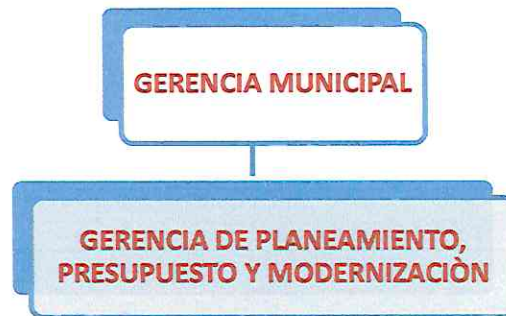 GERENCIA MUNICIPAL
GERENCIA DE PLANEAMIENTO,
PRESUPUESTO Y MODERNIZACIÒN